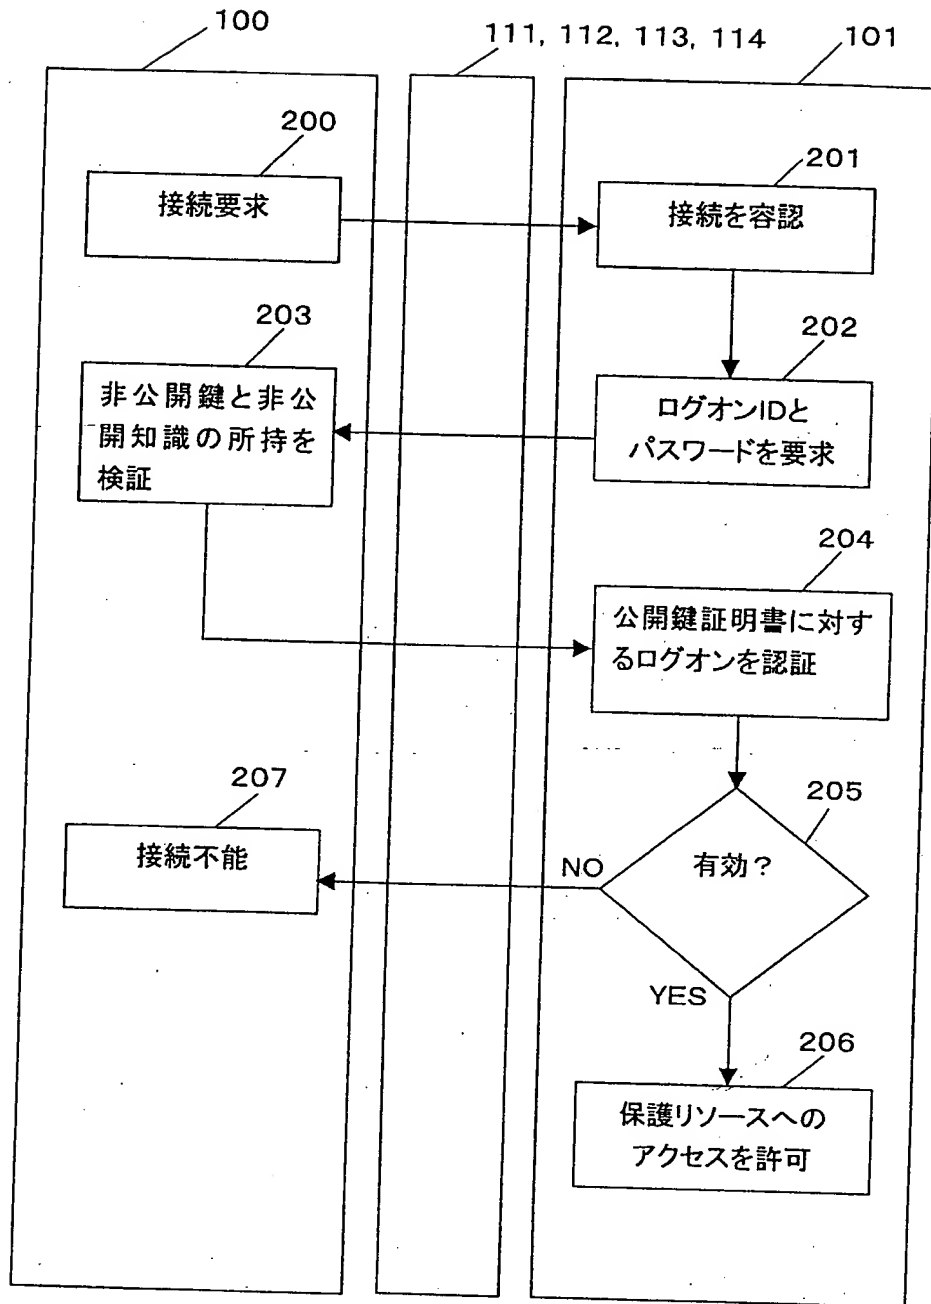 100
111, 112, 113, 114
101
200
接続要求
201
接続を容認
203
非公開鍵と非公
開知識の所持を
検証
202
ログオンIDと
パスワードを要求
204
公開鍵証明書に対す
るログオンを認証
207
接続不能
205
有効？
NO
YES
206
保護リソースへの
アクセスを許可